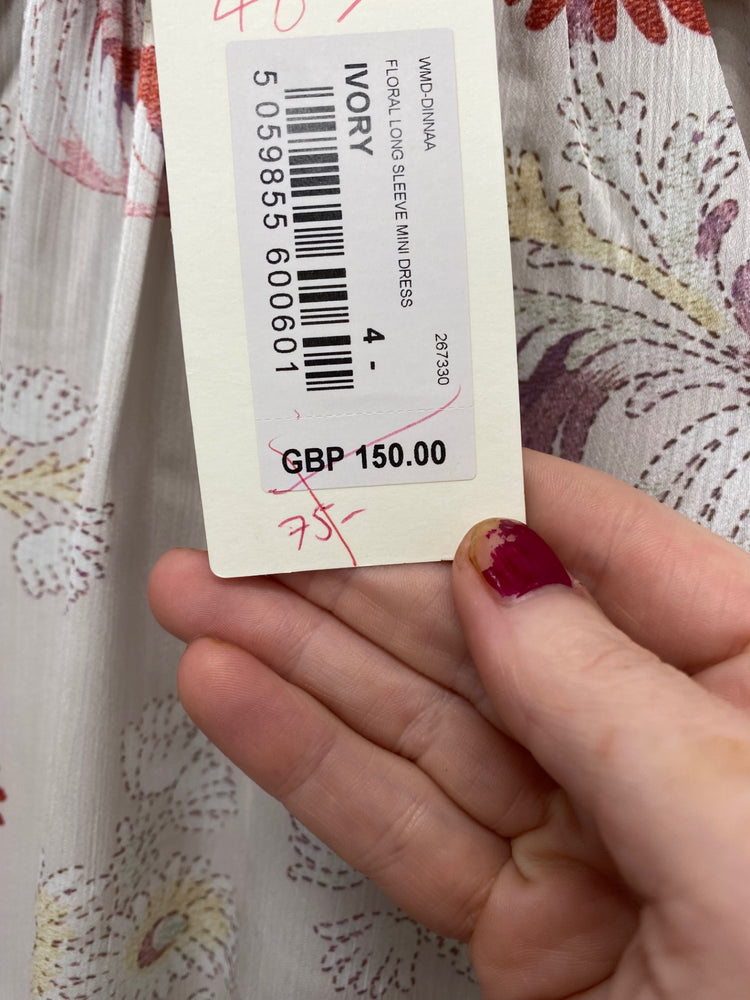 WMD-DINNAA 267330
FLORAL LONG SLEEVE MINI DRESS
IVORY 4 -
5 059855 600601
GBP 150.00
75-